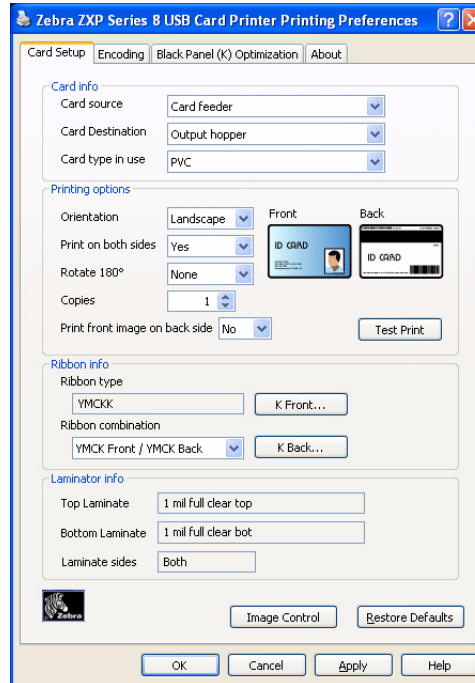 Zebra ZXP Series 8 USB Card Printer Printing Preferences
Card Setup Encoding Black Panel (K) Optimization About
Card info
Card source Card feeder
Card Destination Output hopper
Card type in use PVC
Printing options
Orientation Landscape Front Back
Print on both sides Yes ID CARD ID CARD
Rotate 180° None
Copies 1
Print front image on back side No Test Print
Ribbon info
Ribbon type
YMCKK K Front...
Ribbon combination
YMCK Front / YMCK Back K Back...
Laminator info
Top Laminate 1 mil full clear top
Bottom Laminate 1 mil full clear bot
Laminate sides Both
Zebra Image Control Restore Defaults
OK Cancel Apply Help